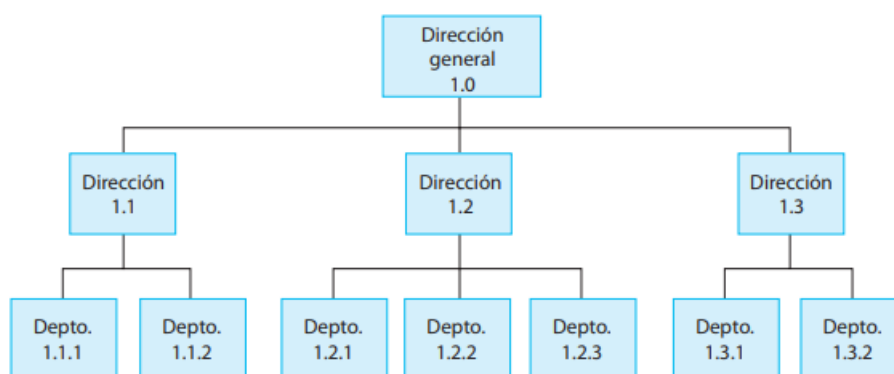 Dirección
general
1.0
Dirección
1.1
Dirección
1.2
Dirección
1.3
Depto.
1.1.1
Depto.
1.1.2
Depto.
1.2.1
Depto.
1.2.2
Depto.
1.2.3
Depto.
1.3.1
Depto.
1.3.2